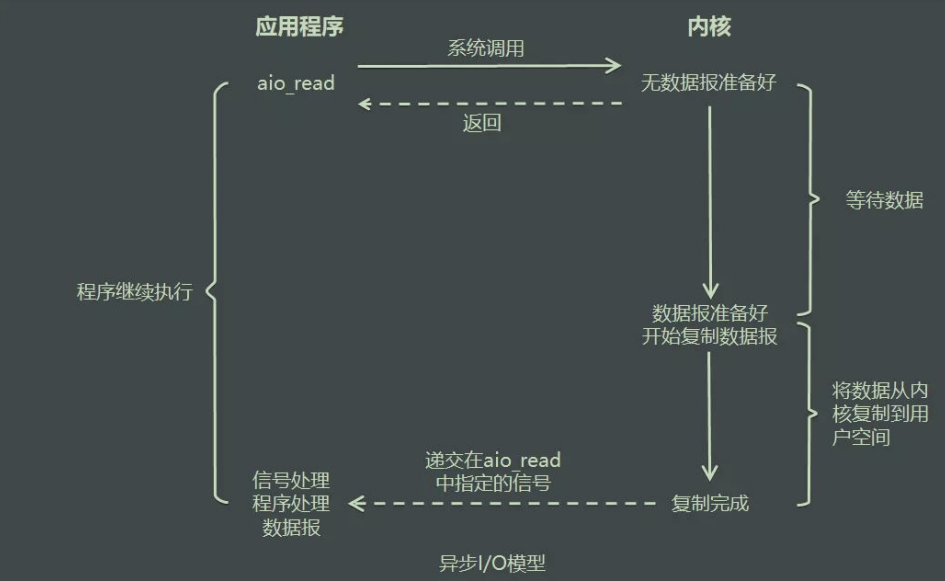 应用程序
内核
系统调用
aio_read
无数据报准备好
返回
等待数据
程序继续执行
数据报准备好
开始复制数据报
将数据从内
核复制到用
户空间
递交在aio_read
中指定的信号
信号处理
程序处理
数据报
复制完成
异步I/O模型